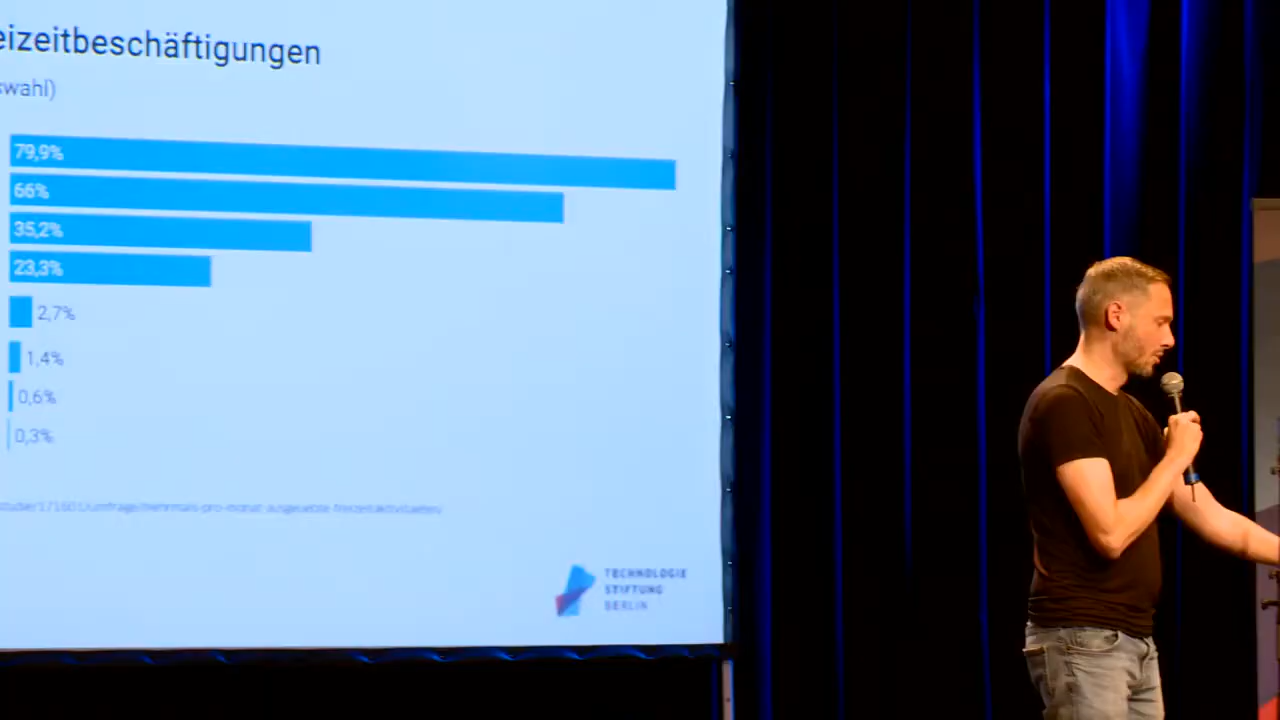 eizeitbeschäftigungen
swahl)
79,9%
66%
35,2%
23,3%
2,7%
1,4%
0,6%
0,3%
TECHNOLOGIE
STIFTUNG
BERLIN